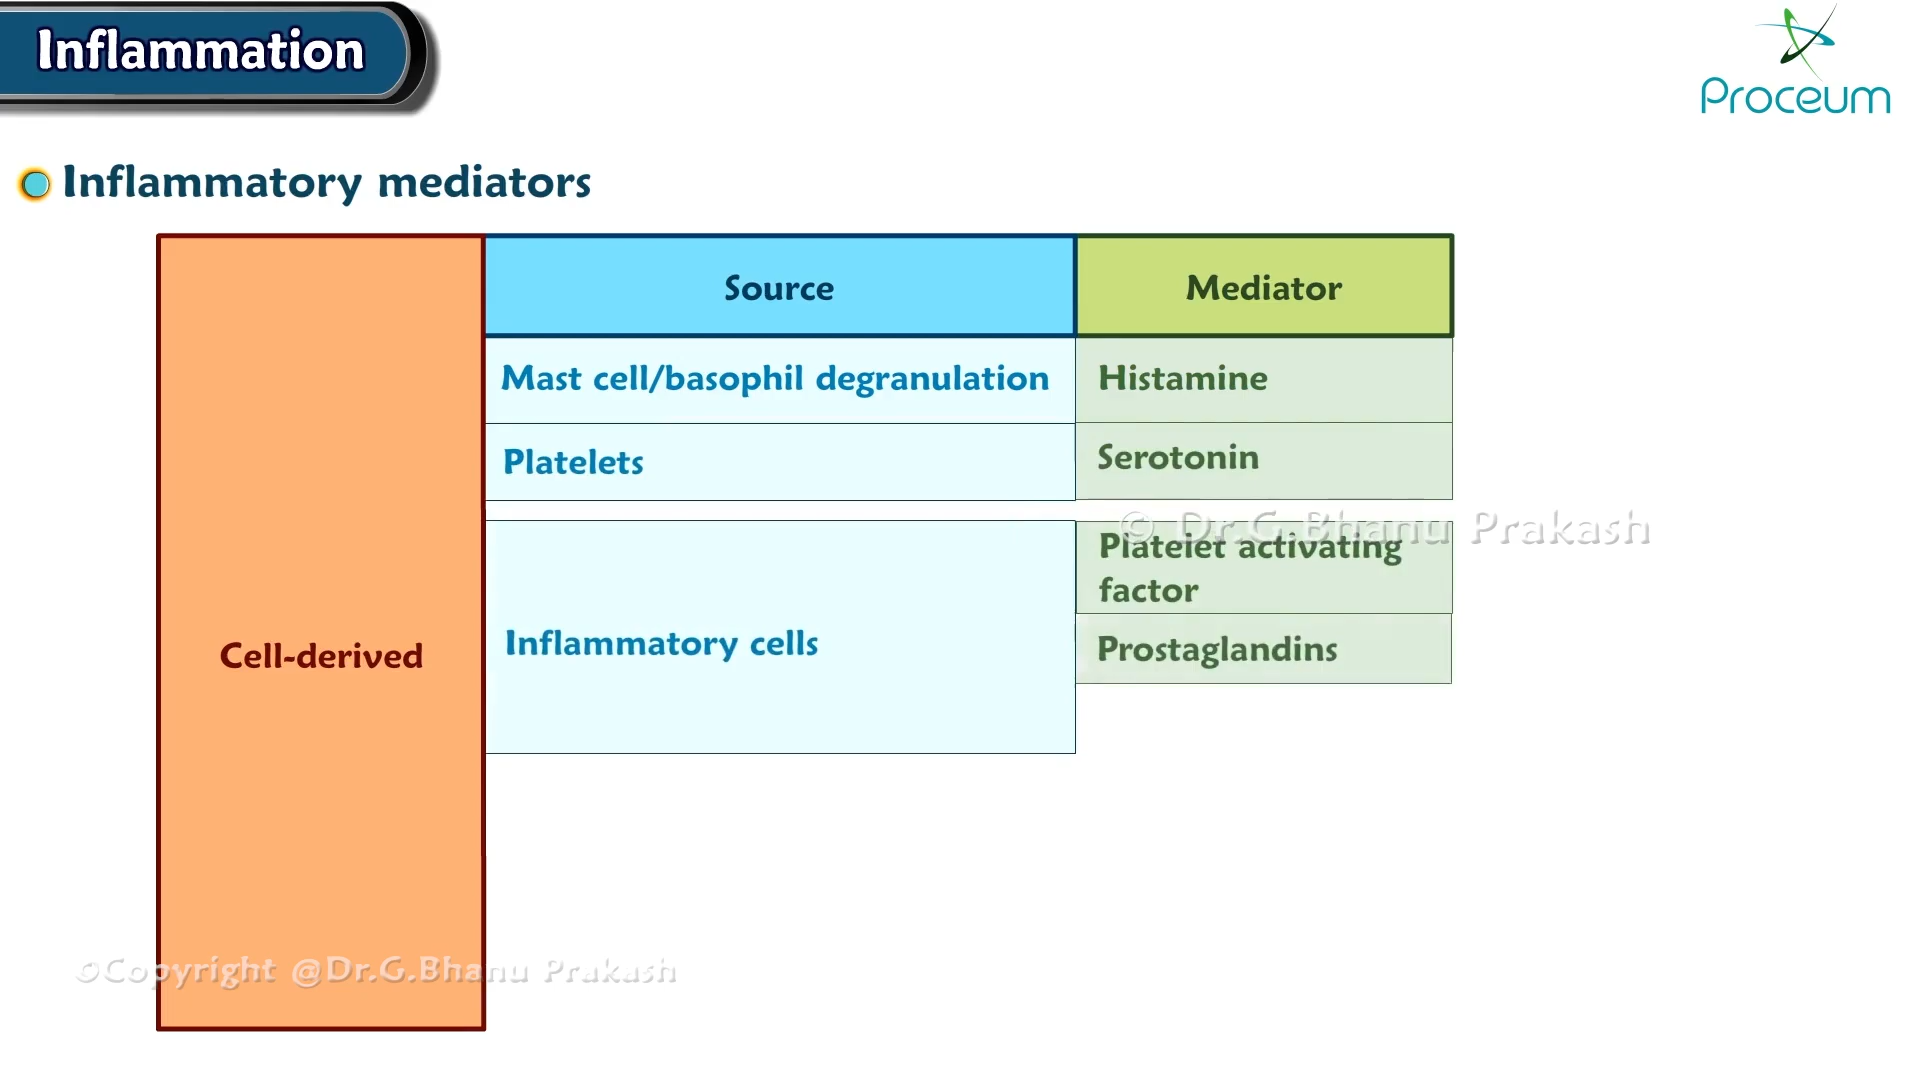 Inflammation
Proceum
Inflammatory mediators
Source
Mediator
Mast cell/basophil degranulation
Histamine
Platelets
Serotonin
© Dr.G.Bhanu Prakash
Platelet activating
factor
Inflammatory cells
Prostaglandins
Cell-derived
©Copyright @Dr.G.Bhanu Prakash